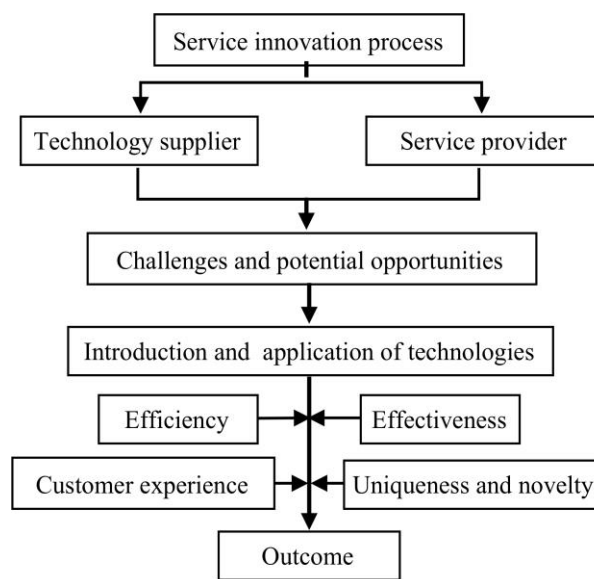 Service innovation process
Technology supplier
Service provider
Challenges and potential opportunities
Introduction and application of technologies
Efficiency
Effectiveness
Customer experience
Uniqueness and novelty
Outcome